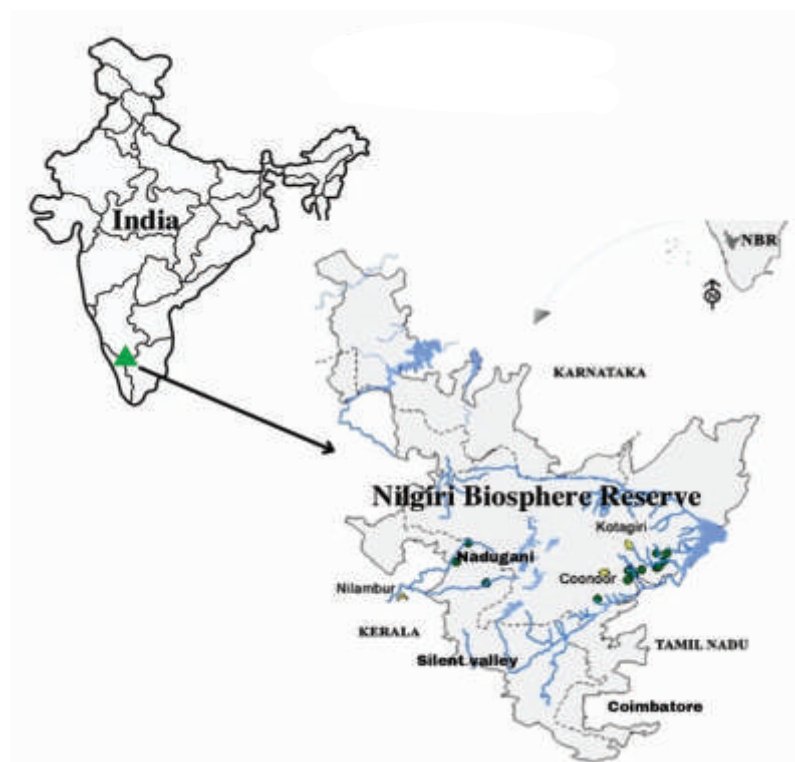 India
NBR
N
KARNATAKA
Nilgiri Biosphere Reserve
Kotagiri
Nadugani
Coonoor
Nilambur
KERALA
TAMIL NADU
Silent valley
Coimbatore